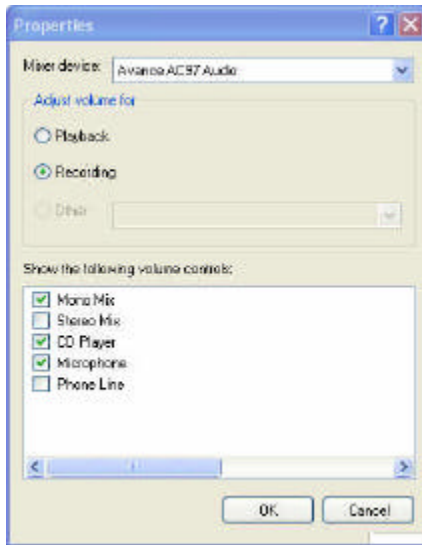 Properties
Mixer device: Avance AC97 Audio
Adjust volume for
Playback
Recording
Other
Show the following volume controls:
Mono Mix
Stereo Mix
CD Player
Microphone
Phone Line
OK Cancel